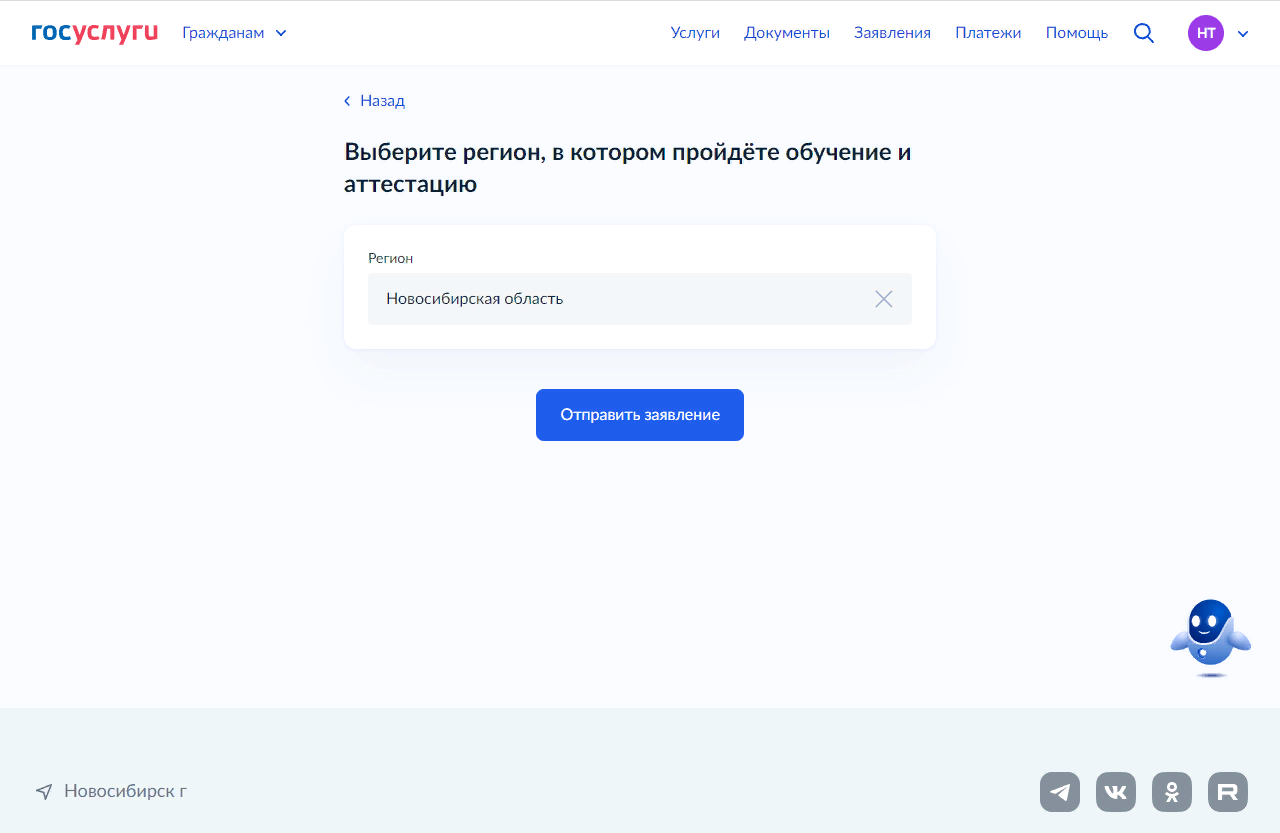 госуслуги Гражданам Услуги Документы Заявления Платежи Помощь НТ
Назад
Выберите регион, в котором пройдёте обучение и
аттестацию
Регион
Новосибирская область
Отправить заявление
Новосибирск г